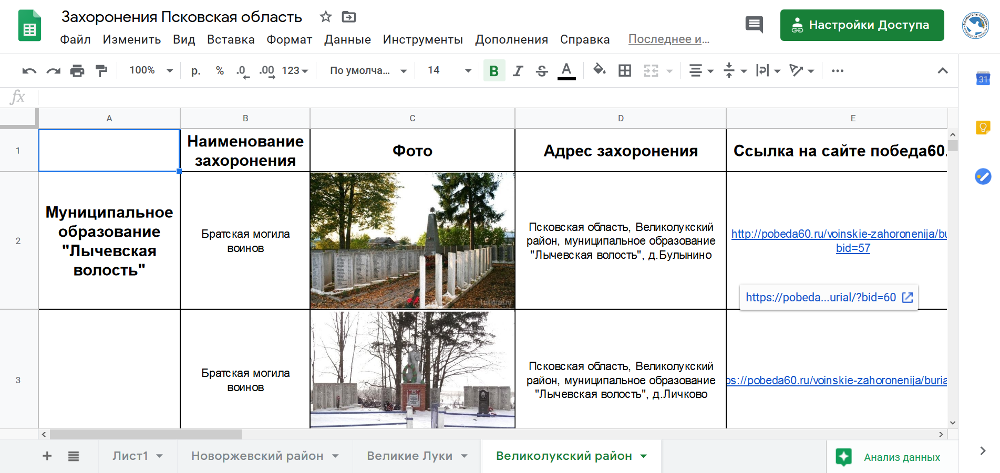 Захоронения Псковская область
Файл Изменить Вид Вставка Формат Данные Инструменты Дополнения Справка Последнее и...
Настройки Доступа
100% р. % .0 .00 123 По умолча... 14 B I S A
31
fx
A B C D E
1
Наименование
захоронения
Фото
Адрес захоронения
Ссылка на сайте победа60.
2
Муниципальное
образование
"Лычевская
волость"
Братская могила
воинов
lukigrad.ru
Псковская область, Великолукский
район, муниципальное образование
"Лычевская волость", д.Булынино
http://pobeda60.ru/voinskie-zahoronenija/bu
bid=57
https://pobeda...urial/?bid=60
3
Братская могила
воинов
Псковская область, Великолукский
район, муниципальное образование
"Лычевская волость", д.Личково
ps://pobeda60.ru/voinskie-zahoronenija/buria
Лист1 Новоржевский район Великие Луки Великолукский район
Анализ данных